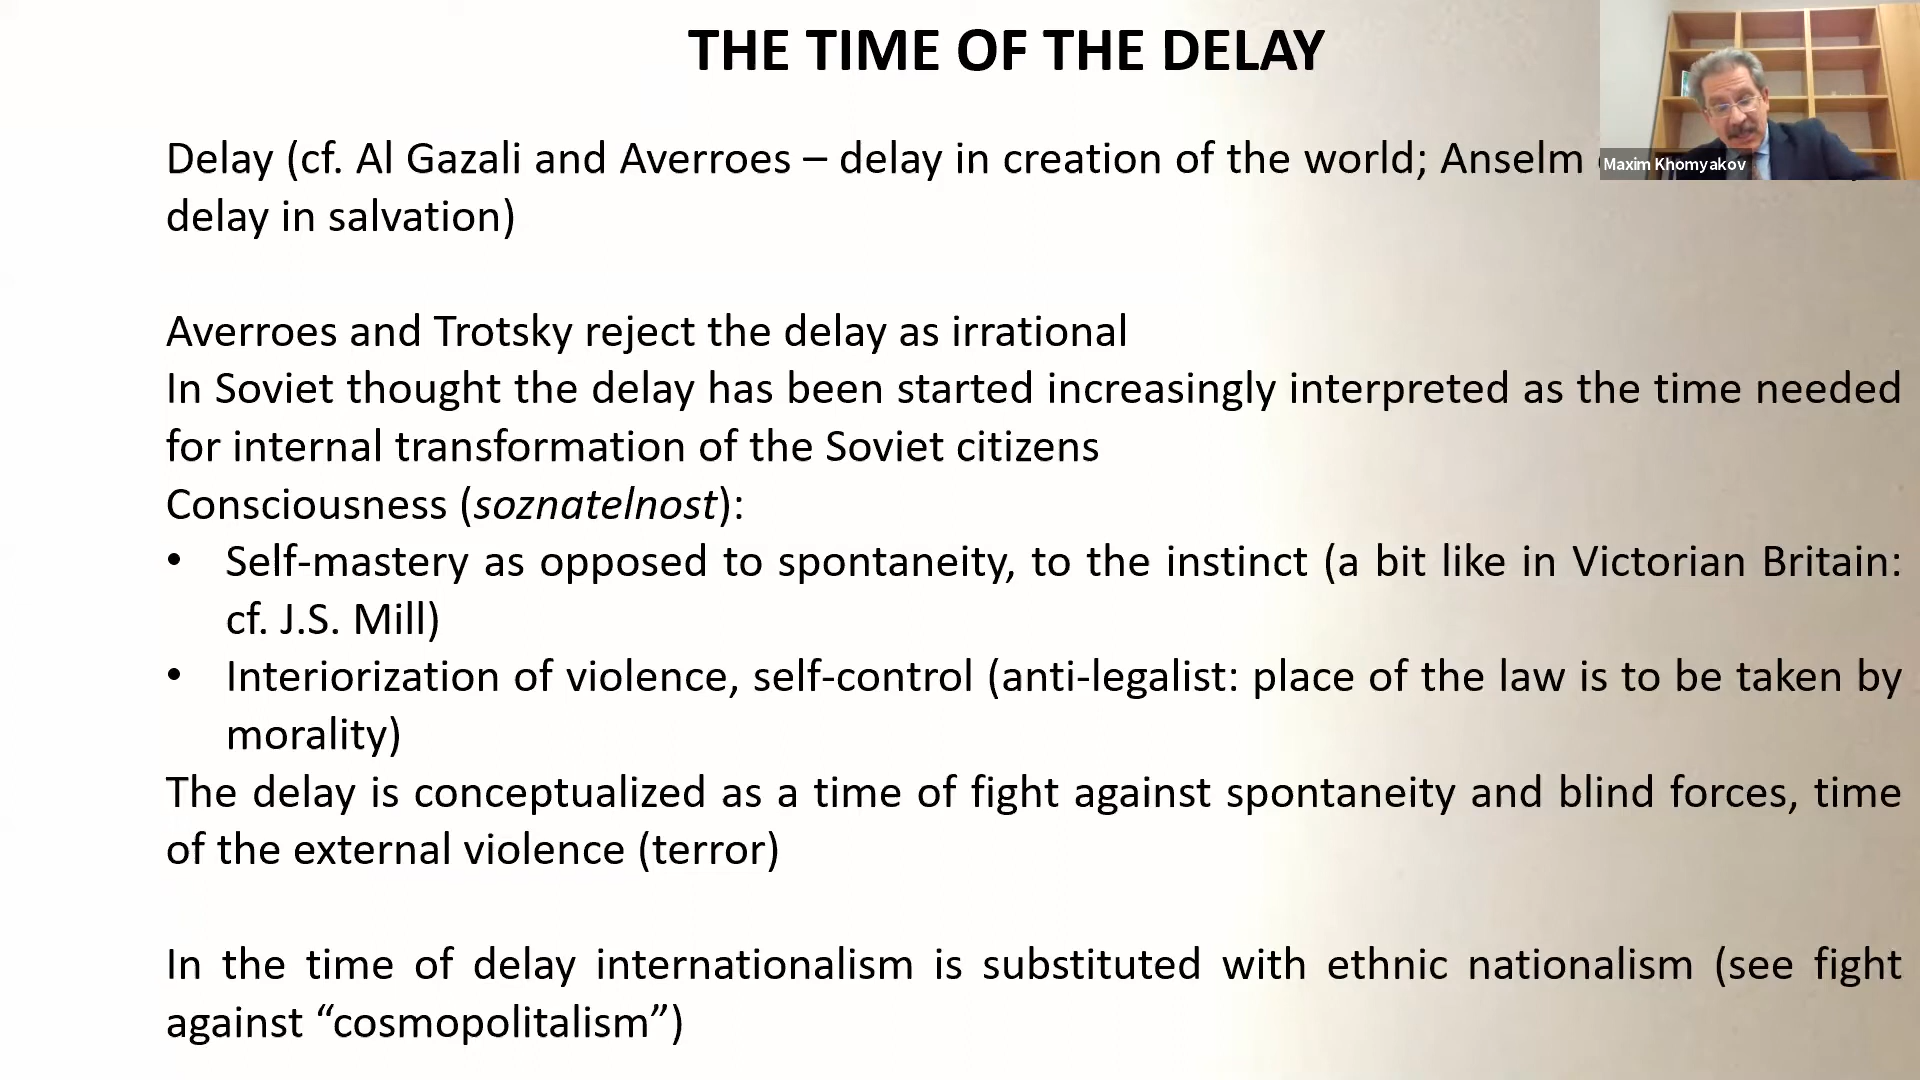 THE TIME OF THE DELAY
Delay (cf. Al Gazali and Averroes – delay in creation of the world; Anselm
Maxim Khomyakov
delay in salvation)
Averroes and Trotsky reject the delay as irrational
In Soviet thought the delay has been started increasingly interpreted as the time needed
for internal transformation of the Soviet citizens
Consciousness (soznatelnost):
• Self-mastery as opposed to spontaneity, to the instinct (a bit like in Victorian Britain:
cf. J.S. Mill)
• Interiorization of violence, self-control (anti-legalist: place of the law is to be taken by
morality)
The delay is conceptualized as a time of fight against spontaneity and blind forces, time
of the external violence (terror)
In the time of delay internationalism is substituted with ethnic nationalism (see fight
against “cosmopolitalism”)